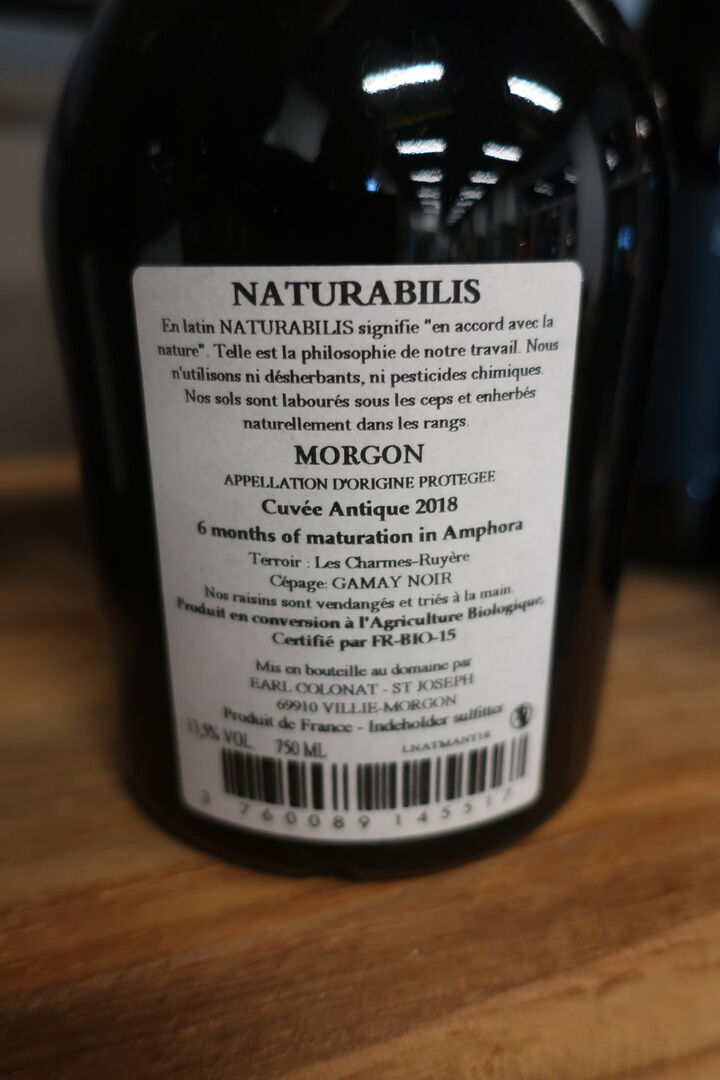 NATURABILIS
En latin NATURABILIS signifie "en accord avec la
nature". Telle est la philosophie de notre travail. Nous
n'utilisons ni désherbants, ni pesticides chimiques.
Nos sols sont labourés sous les ceps et enherbés
naturellement dans les rangs.
MORGON
APPELLATION D'ORIGINE PROTEGEE
Cuvée Antique 2018
6 months of maturation in Amphora
Terroir : Les Charmes-Ruyère
Cépage: GAMAY NOIR
Nos raisins sont vendangés et triés à la main.
Produit en conversion à l'Agriculture Biologique,
Certifié par FR-BIO-15
Mis en bouteille au domaine par
EARL COLONAT - ST JOSEPH
69910 VILLIE-MORGON
Produit de France - Indeholder sulfitter
13,9% VOL. 750 ML LNATMANT18
3 760089 145517